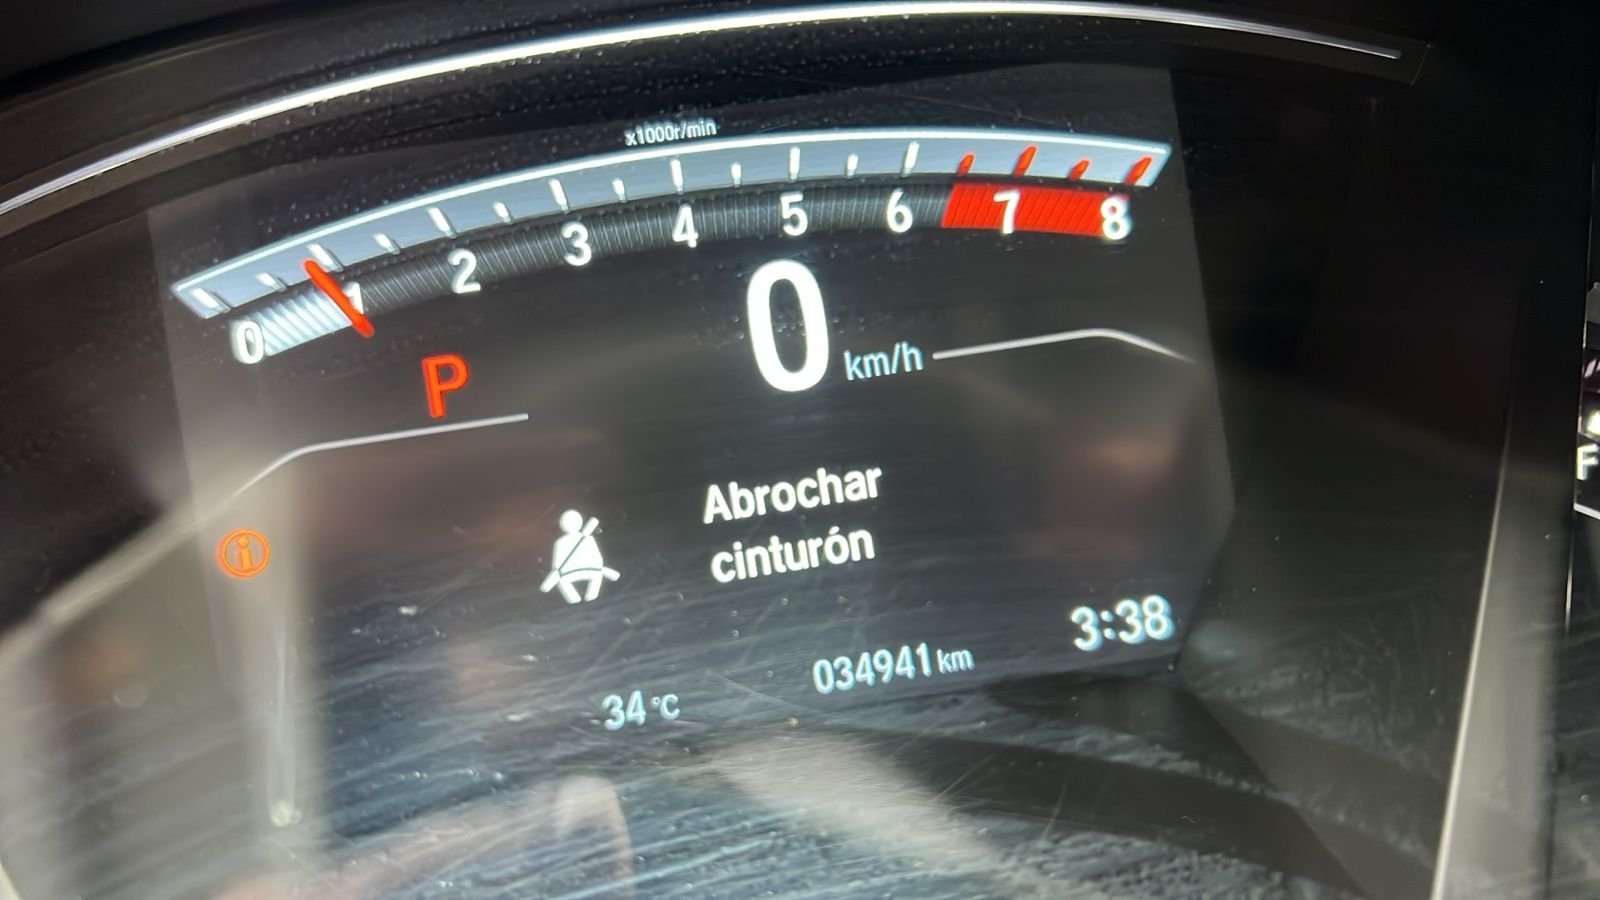 x1000r/min
0 1 2 3 4 5 6 7 8
0 km/h
P
i
Abrochar
cinturón
3:38
034941 km
34 °C
F